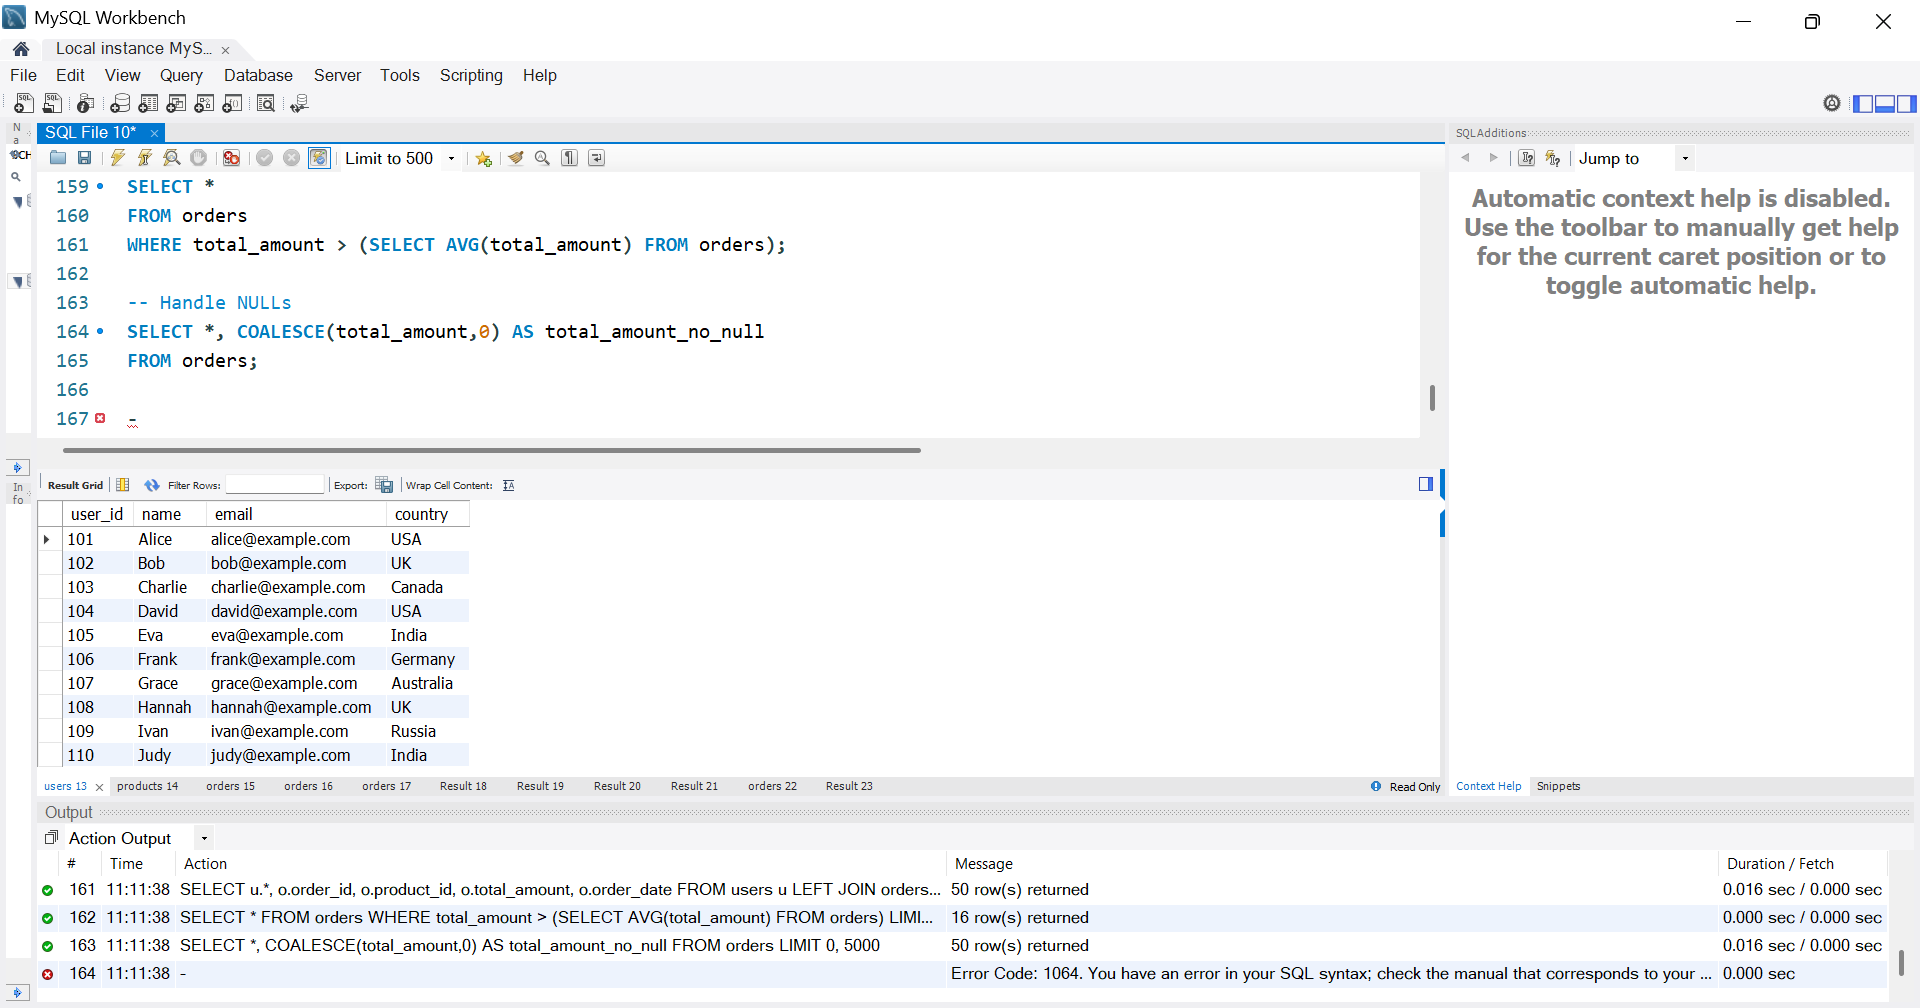 MySQL Workbench
Local instance MyS...
File Edit View Query Database Server Tools Scripting Help
N
a
SQL File 10*
SQLAdditions
CH
Limit to 500
Jump to
159 SELECT *
160 FROM orders
161 WHERE total_amount > (SELECT AVG(total_amount) FROM orders);
162
163 -- Handle NULLs
164 SELECT *, COALESCE(total_amount,0) AS total_amount_no_null
165 FROM orders;
166
167 -
Automatic context help is disabled.
Use the toolbar to manually get help
for the current caret position or to
toggle automatic help.
In
fo
Result Grid Filter Rows: Export: Wrap Cell Content:
user_id name email country
101 Alice alice@example.com USA
102 Bob bob@example.com UK
103 Charlie charlie@example.com Canada
104 David david@example.com USA
105 Eva eva@example.com India
106 Frank frank@example.com Germany
107 Grace grace@example.com Australia
108 Hannah hannah@example.com UK
109 Ivan ivan@example.com Russia
110 Judy judy@example.com India
users 13 products 14 orders 15 orders 16 orders 17 Result 18 Result 19 Result 20 Result 21 orders 22 Result 23 Read Only
Context Help Snippets
Output
Action Output
# Time Action Message Duration / Fetch
161 11:11:38 SELECT u.*, o.order_id, o.product_id, o.total_amount, o.order_date FROM users u LEFT JOIN orders... 50 row(s) returned 0.016 sec / 0.000 sec
162 11:11:38 SELECT * FROM orders WHERE total_amount > (SELECT AVG(total_amount) FROM orders) LIMI... 16 row(s) returned 0.000 sec / 0.000 sec
163 11:11:38 SELECT *, COALESCE(total_amount,0) AS total_amount_no_null FROM orders LIMIT 0, 5000 50 row(s) returned 0.016 sec / 0.000 sec
164 11:11:38 - Error Code: 1064. You have an error in your SQL syntax; check the manual that corresponds to your ... 0.000 sec